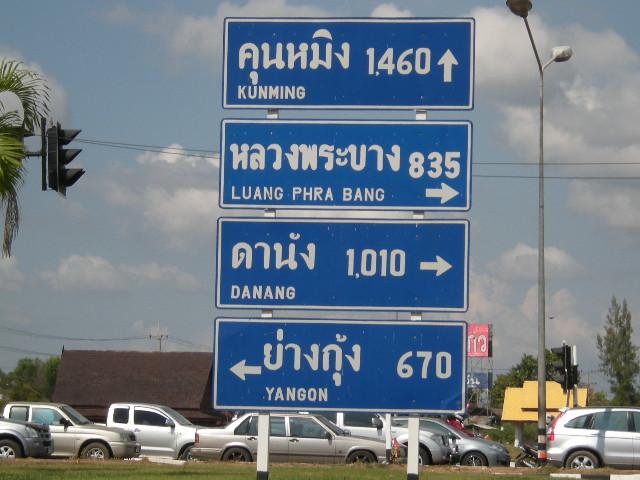 คุนหมิง 1,460
KUNMING
หลวงพระบาง 835
LUANG PHRA BANG
ดานัง 1,010
DANANG
ย่างกุ้ง 670
YANGON